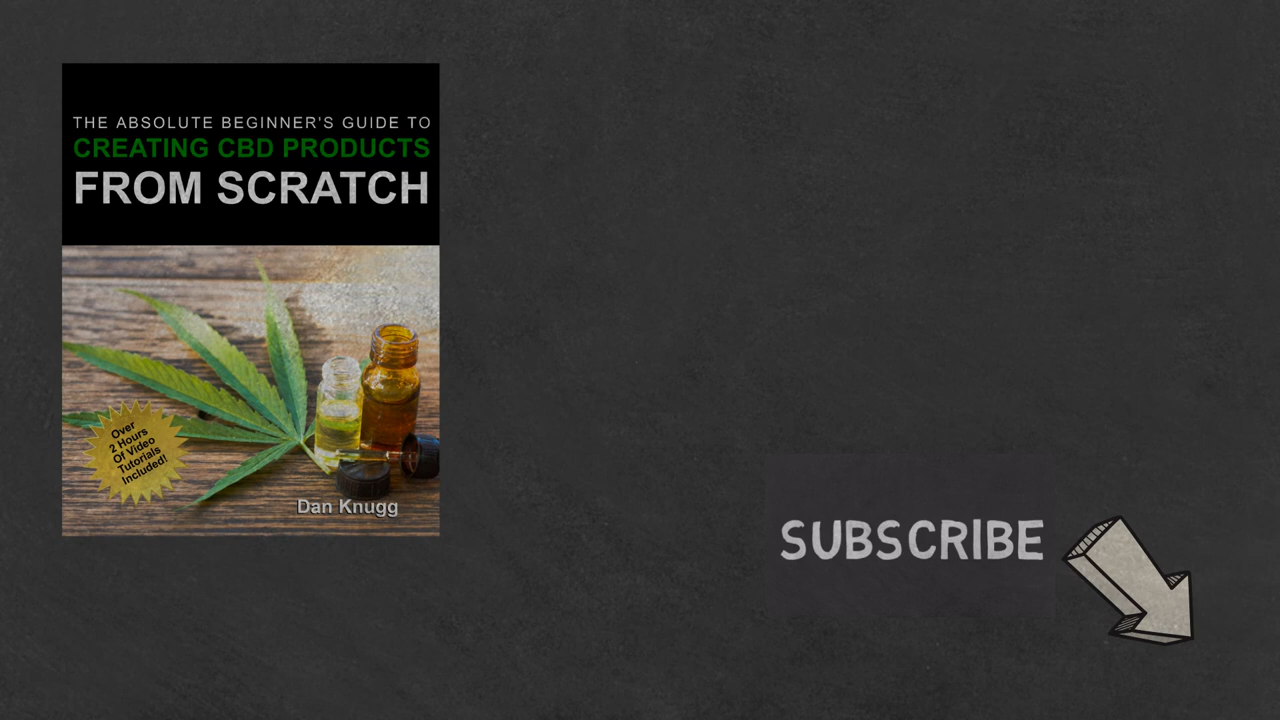 THE ABSOLUTE BEGINNER'S GUIDE TO
CREATING CBD PRODUCTS
FROM SCRATCH
Over
2 Hours
Of Video
Tutorials
Included!
Dan Knugg
SUBSCRIBE